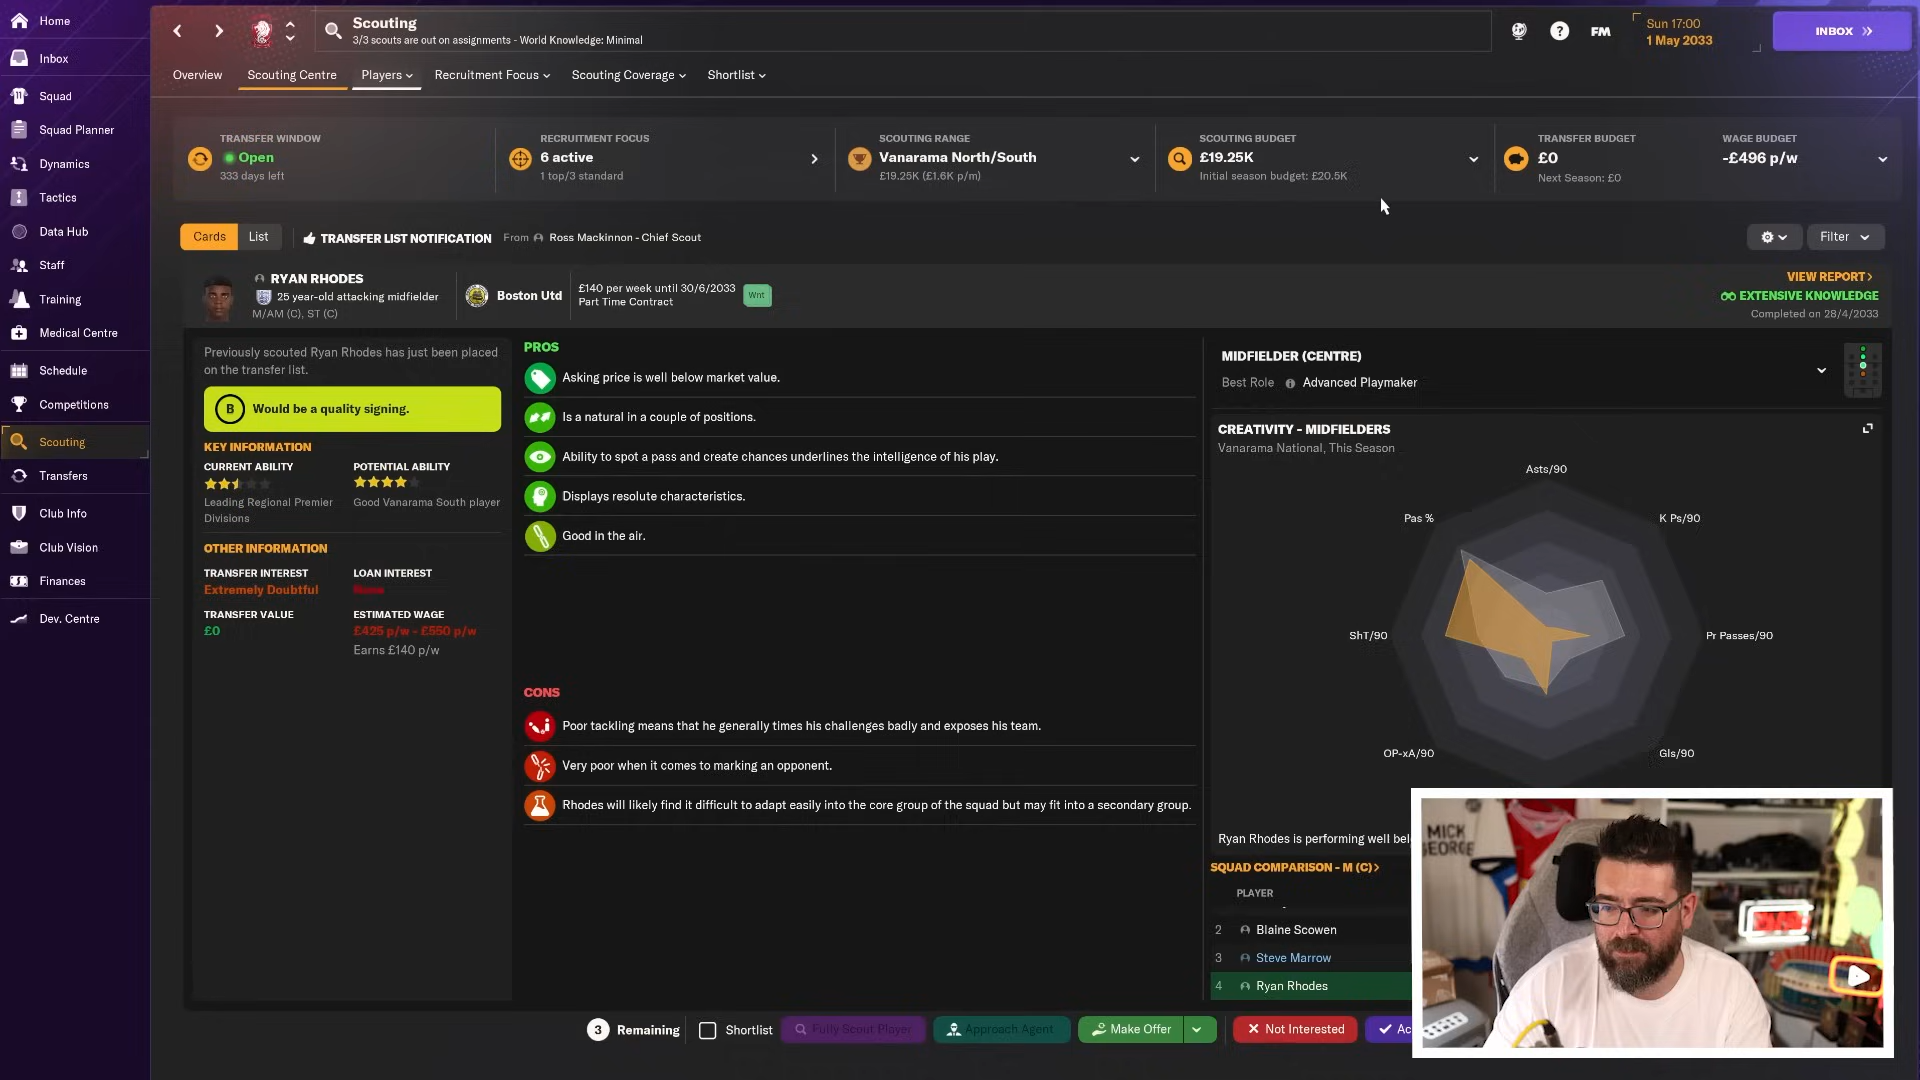 Home
Inbox
Squad
Squad Planner
Dynamics
Tactics
Data Hub
Staff
Training
Medical Centre
Schedule
Competitions
Scouting
Transfers
Club Info
Club Vision
Finances
Dev. Centre
Scouting
3/3 scouts are out on assignments - World Knowledge: Minimal
FM
Sun 17:00
1 May 2033
INBOX
Overview
Scouting Centre
Players
Recruitment Focus
Scouting Coverage
Shortlist
TRANSFER WINDOW
Open
333 days left
RECRUITMENT FOCUS
6 active
1 top/3 standard
SCOUTING RANGE
Vanarama North/South
£19.25K (£1.6K p/m)
SCOUTING BUDGET
£19.25K
Initial season budget: £20.5K
TRANSFER BUDGET
£0
Next Season: £0
WAGE BUDGET
-£496 p/w
Cards
List
TRANSFER LIST NOTIFICATION From Ross Mackinnon - Chief Scout
Filter
RYAN RHODES
25 year-old attacking midfielder
M/AM (C), ST (C)
Boston Utd
£140 per week until 30/6/2033
Part Time Contract
Wnt
VIEW REPORT
EXTENSIVE KNOWLEDGE
Completed on 28/4/2033
Previously scouted Ryan Rhodes has just been placed
on the transfer list.
B Would be a quality signing.
KEY INFORMATION
CURRENT ABILITY
Leading Regional Premier
Divisions
POTENTIAL ABILITY
Good Vanarama South player
OTHER INFORMATION
TRANSFER INTEREST
Extremely Doubtful
LOAN INTEREST
None
TRANSFER VALUE
£0
ESTIMATED WAGE
£425 p/w - £550 p/w
Earns £140 p/w
PROS
Asking price is well below market value.
Is a natural in a couple of positions.
Ability to spot a pass and create chances underlines the intelligence of his play.
Displays resolute characteristics.
Good in the air.
CONS
Poor tackling means that he generally times his challenges badly and exposes his team.
Very poor when it comes to marking an opponent.
Rhodes will likely find it difficult to adapt easily into the core group of the squad but may fit into a secondary group.
MIDFIELDER (CENTRE)
Best Role Advanced Playmaker
CREATIVITY - MIDFIELDERS
Vanarama National, This Season
Asts/90
Pas %
K Ps/90
ShT/90
Pr Passes/90
OP-xA/90
Gls/90
Ryan Rhodes is performing well bel
SQUAD COMPARISON - M (C)
PLAYER
2 Blaine Scowen
3 Steve Marrow
4 Ryan Rhodes
3 Remaining
Shortlist
Fully Scout Player
Approach Agent
Make Offer
Not Interested
Ac
MICK
GEORGE